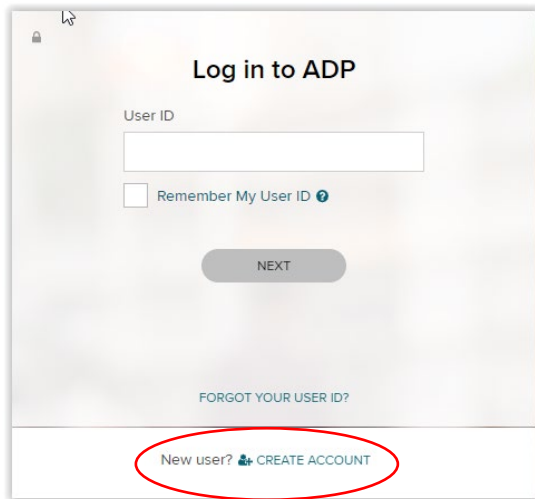 Log in to ADP
User ID
Remember My User ID ?
NEXT
FORGOT YOUR USER ID?
New user? CREATE ACCOUNT